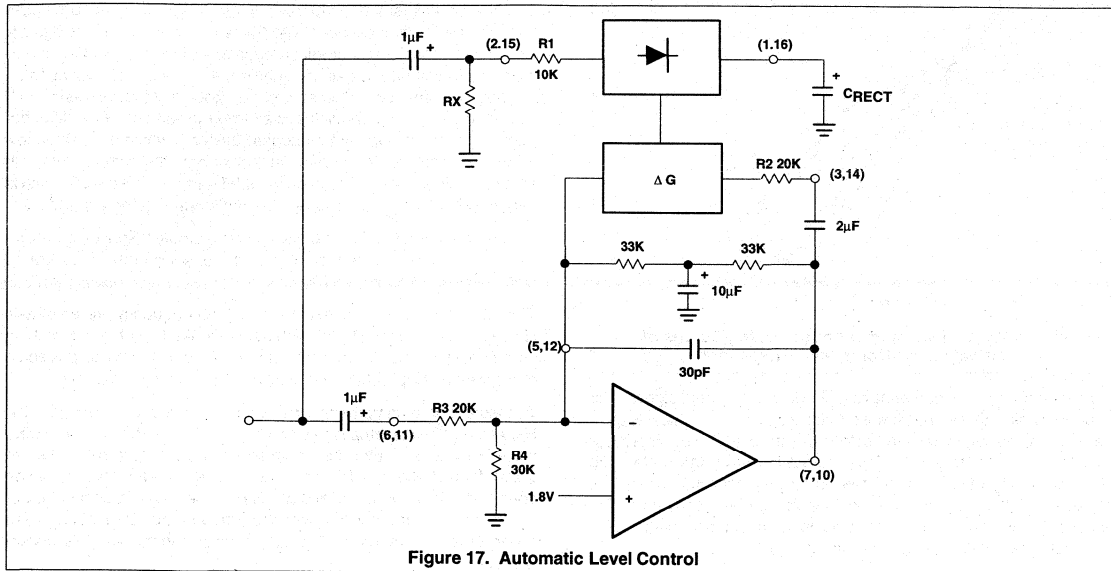 1µF
+
(2.15)
R1
10K
RX
(1.16)
+
CRECT
Δ G
R2 20K
(3,14)
2µF
33K
33K
+
10µF
(5,12)
30pF
1µF
+
(6,11)
R3 20K
R4
30K
−
1.8V
+
(7,10)
Figure 17. Automatic Level Control